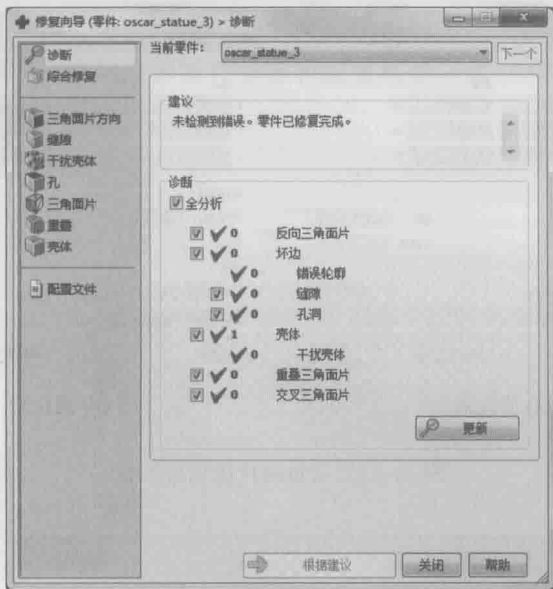 修复向导 (零件: oscar_statue_3) > 诊断
诊断
综合修复
三角面片方向
缝隙
干扰壳体
孔
三角面片
重叠
壳体
配置文件
当前零件: oscar_statue_3 下一个
建议
未检测到错误。零件已修复完成。
诊断
全分析
0 反向三角面片
0 坏边
0 错误轮廓
0 缝隙
0 孔洞
1 壳体
0 干扰壳体
0 重叠三角面片
0 交叉三角面片
更新
根据建议 关闭 帮助